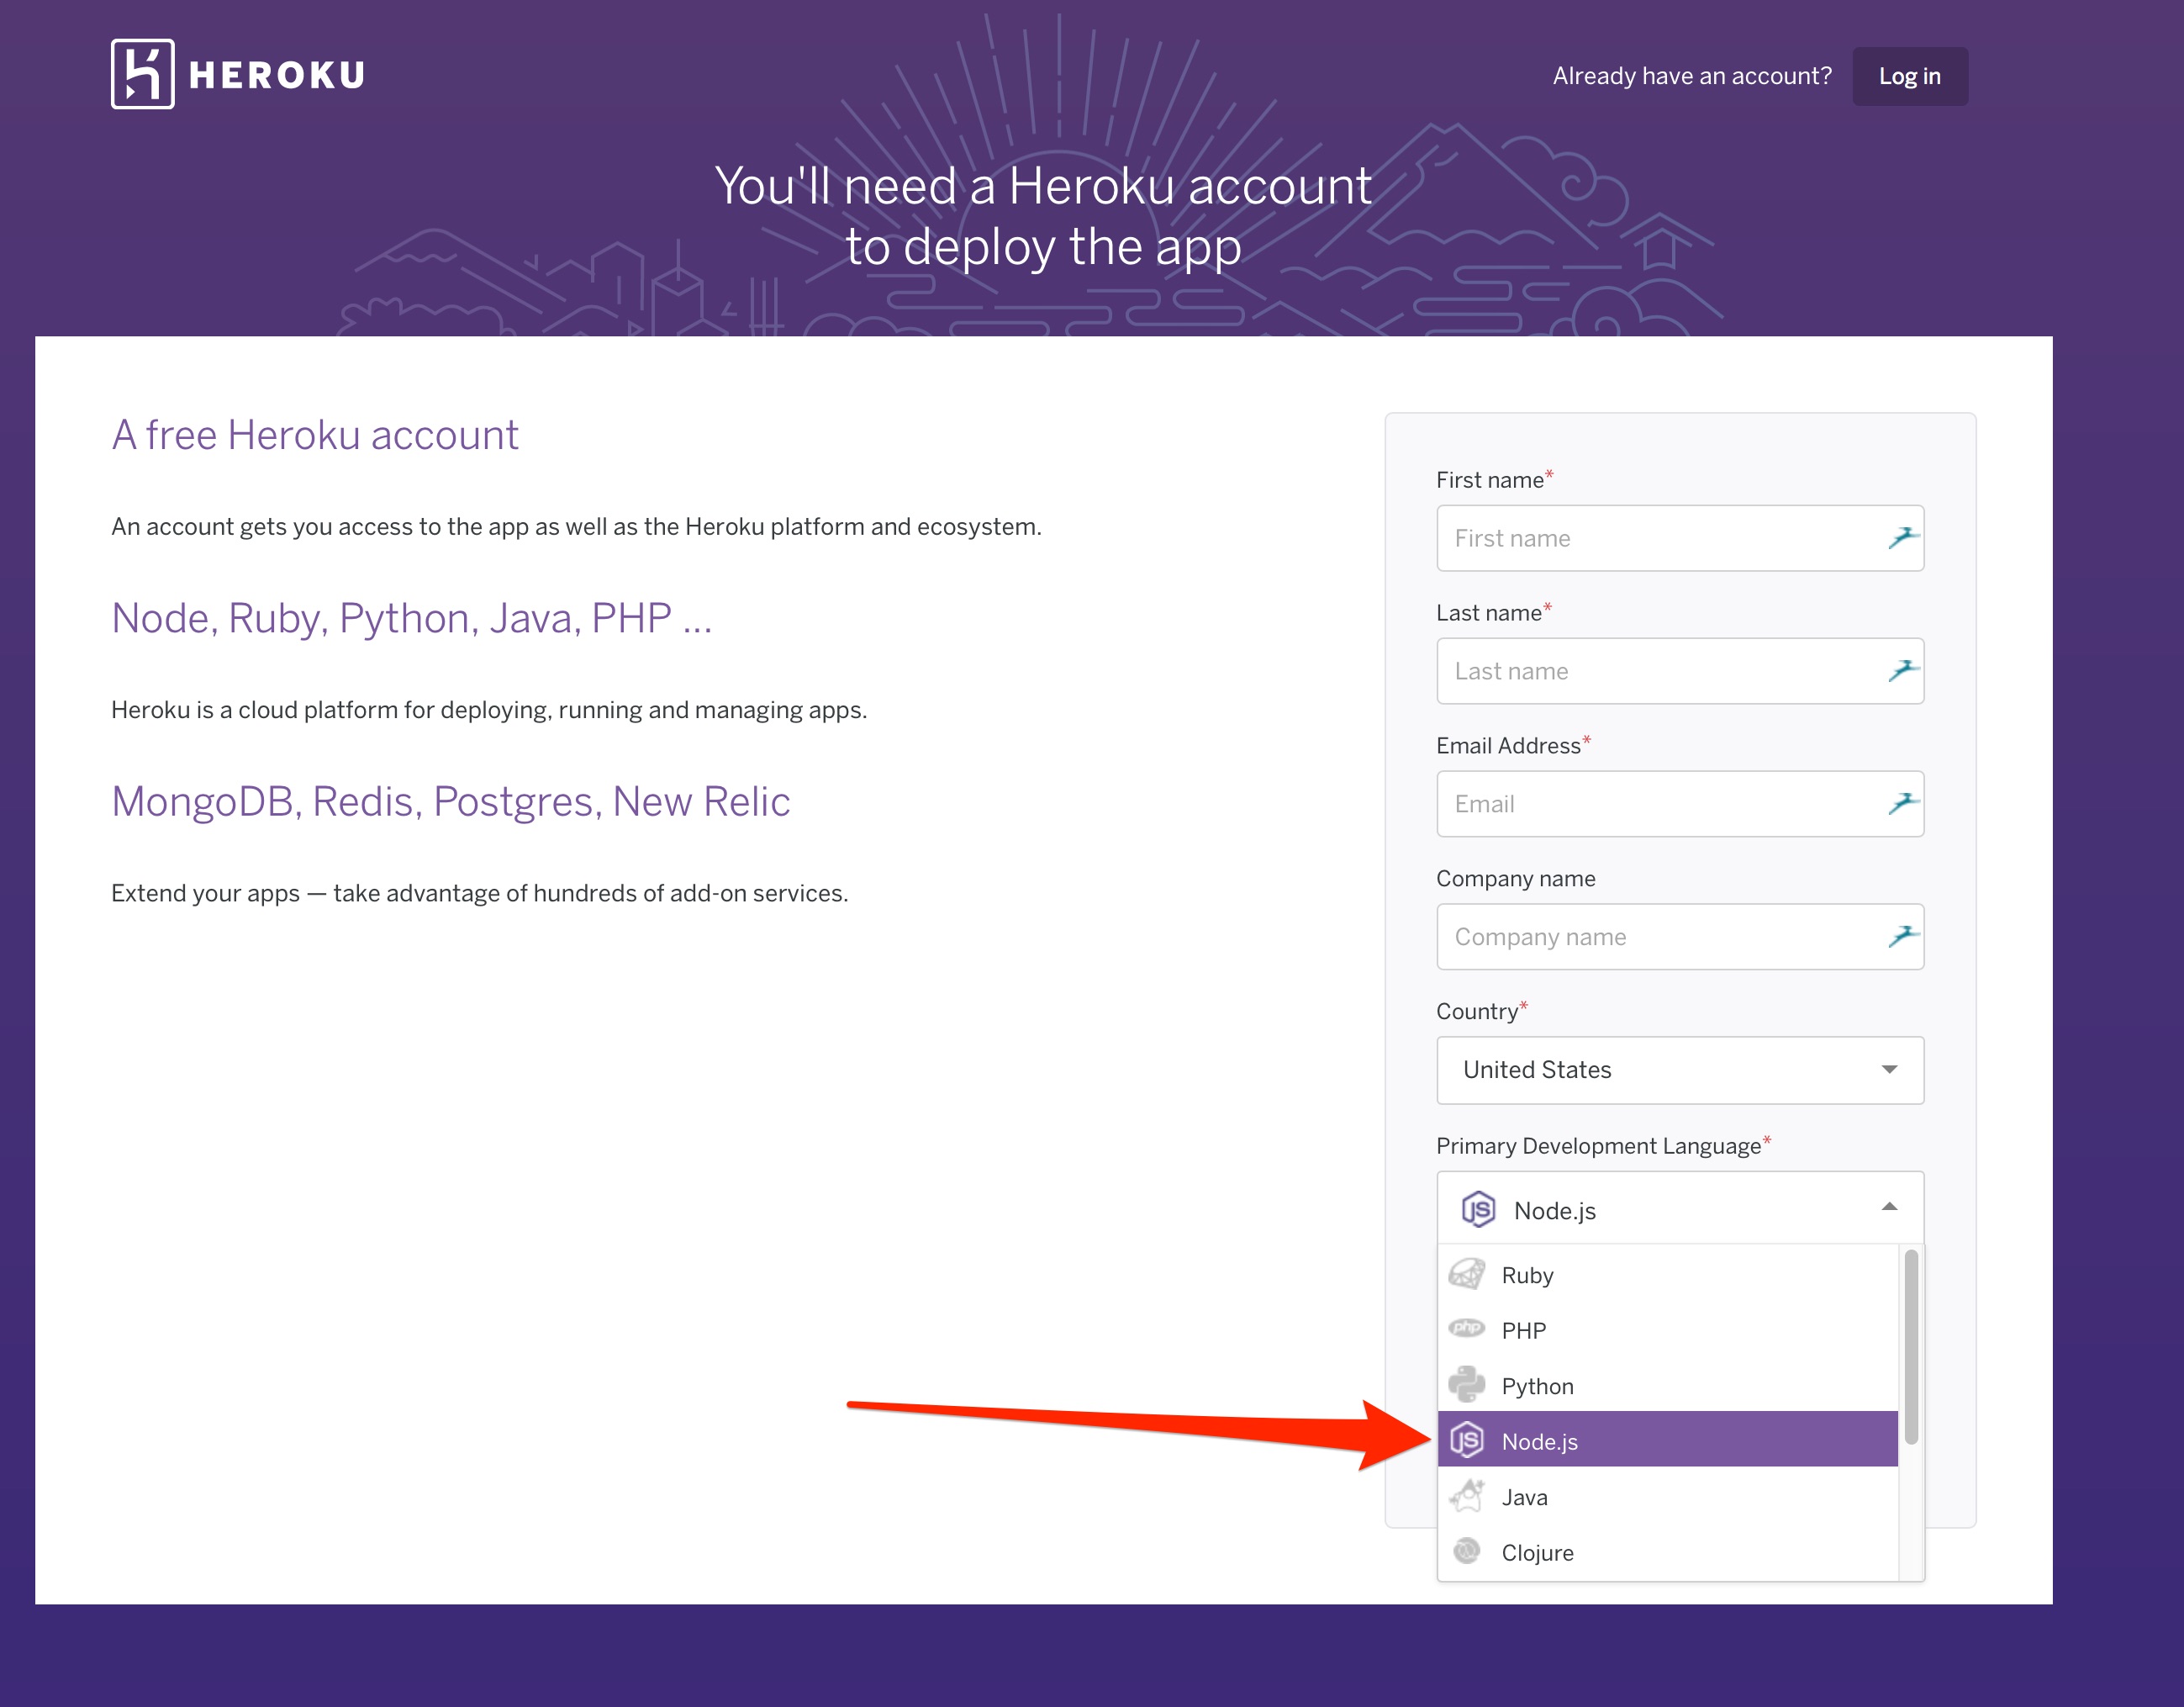 HEROKU
Already have an account?
Log in
You'll need a Heroku account
to deploy the app
A free Heroku account
An account gets you access to the app as well as the Heroku platform and ecosystem.
Node, Ruby, Python, Java, PHP ...
Heroku is a cloud platform for deploying, running and managing apps.
MongoDB, Redis, Postgres, New Relic
Extend your apps — take advantage of hundreds of add-on services.
First name*
First name
Last name*
Last name
Email Address*
Email
Company name
Company name
Country*
United States
Primary Development Language*
JS Node.js
Ruby
php PHP
Python
JS Node.js
Java
Clojure